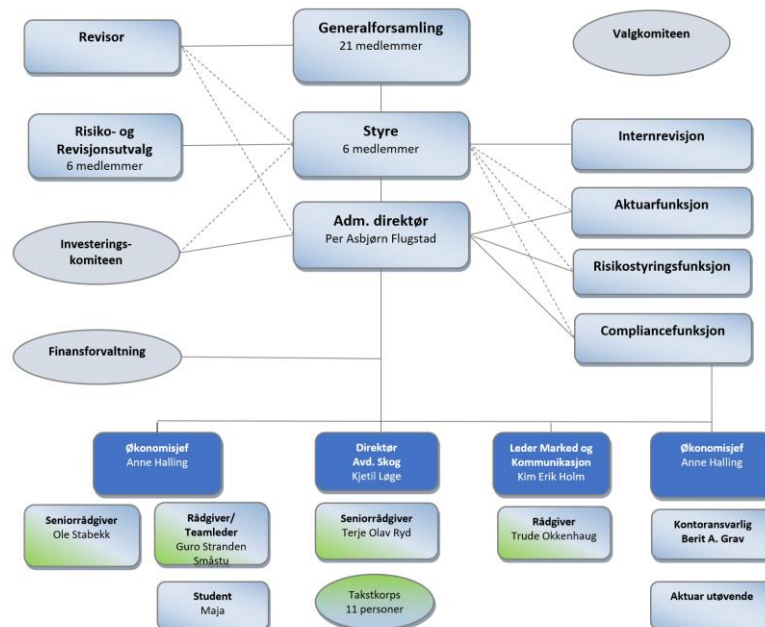 Revisor
Generalforsamling
21 medlemmer
Valgkomiteen
Risiko- og
Revisjonsutvalg
6 medlemmer
Styre
6 medlemmer
Internrevisjon
Aktuarfunksjon
Investerings-
komiteen
Adm. direktør
Per Asbjørn Flugstad
Risikostyringsfunksjon
Compliancefunksjon
Finansforvaltning
Økonomisjef
Anne Halling
Direktør
Avd. Skog
Kjetil Løge
Leder Marked og
Kommunikasjon
Kim Erik Holm
Økonomisjef
Anne Halling
Seniorrådgiver
Ole Stabekk
Rådgiver/
Teamleder
Guro Stranden
Småstu
Seniorrådgiver
Terje Olav Ryd
Rådgiver
Trude Okkenhaug
Kontoransvarlig
Berit A. Grav
Student
Maja
Takstkorps
11 personer
Aktuar utøvende